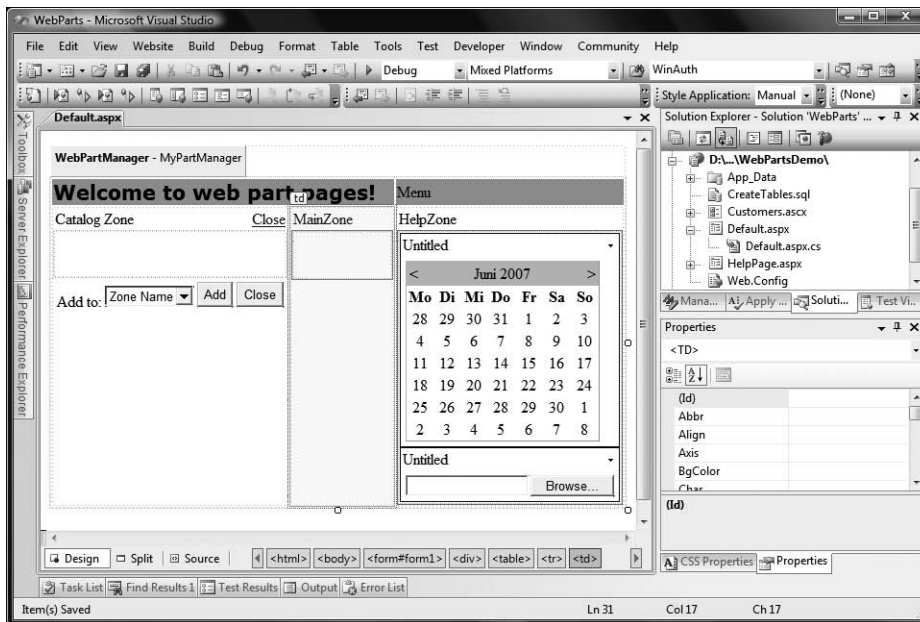 WebParts - Microsoft Visual Studio
File Edit View Website Build Debug Format Table Tools Test Developer Window Community Help
Debug Mixed Platforms WinAuth
Style Application: Manual (None)
Toolbox
Server Explorer
Performance Explorer
Default.aspx
WebPartManager - MyPartManager
Welcome to web part pages!
td
Menu
Catalog Zone Close MainZone HelpZone
Untitled
Add to: Zone Name Add Close
< Juni 2007 >
Mo Di Mi Do Fr Sa So
28 29 30 31 1 2 3
4 5 6 7 8 9 10
11 12 13 14 15 16 17
18 19 20 21 22 23 24
25 26 27 28 29 30 1
2 3 4 5 6 7 8
Untitled
Browse...
Design Split Source <html> <body> <form#form1> <div> <table> <tr> <td>
Solution Explorer - Solution 'WebParts' ...
D:\...\WebPartsDemo\
App_Data
CreateTables.sql
Customers.ascx
Default.aspx
Default.aspx.cs
HelpPage.aspx
Web.Config
Mana... Apply ... Soluti... Test Vi...
Properties
<TD>
(Id)
Abbr
Align
Axis
BgColor
Char
(Id)
CSS Properties Properties
Task List Find Results 1 Test Results Output Error List
Item(s) Saved Ln 31 Col 17 Ch 17